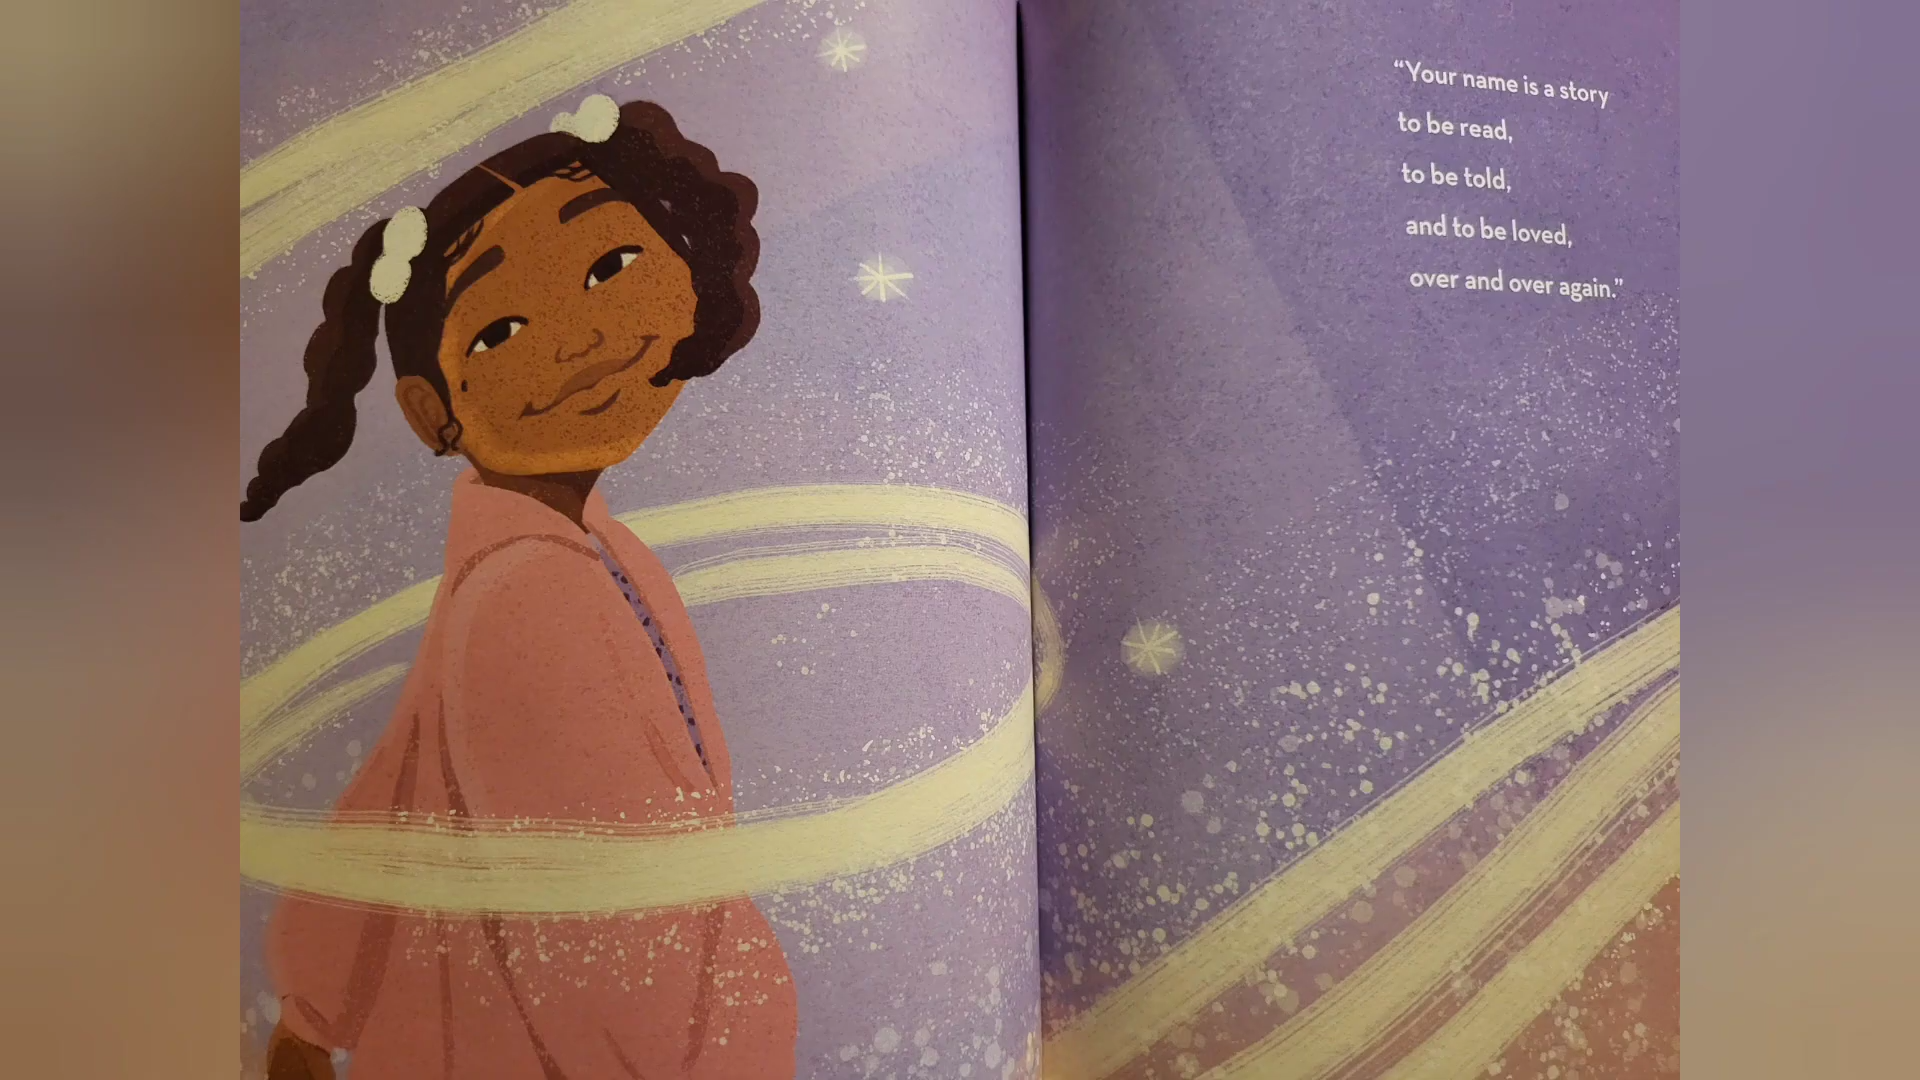 “Your name is a story
to be read,
to be told,
and to be loved,
over and over again.”